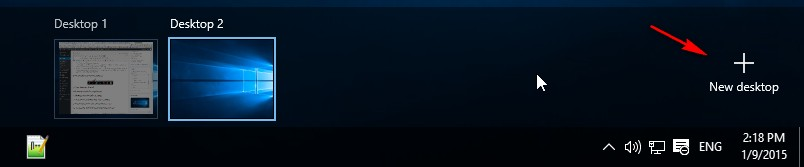 Desktop 1
Desktop 2
New desktop
ENG
2:18 PM
1/9/2015